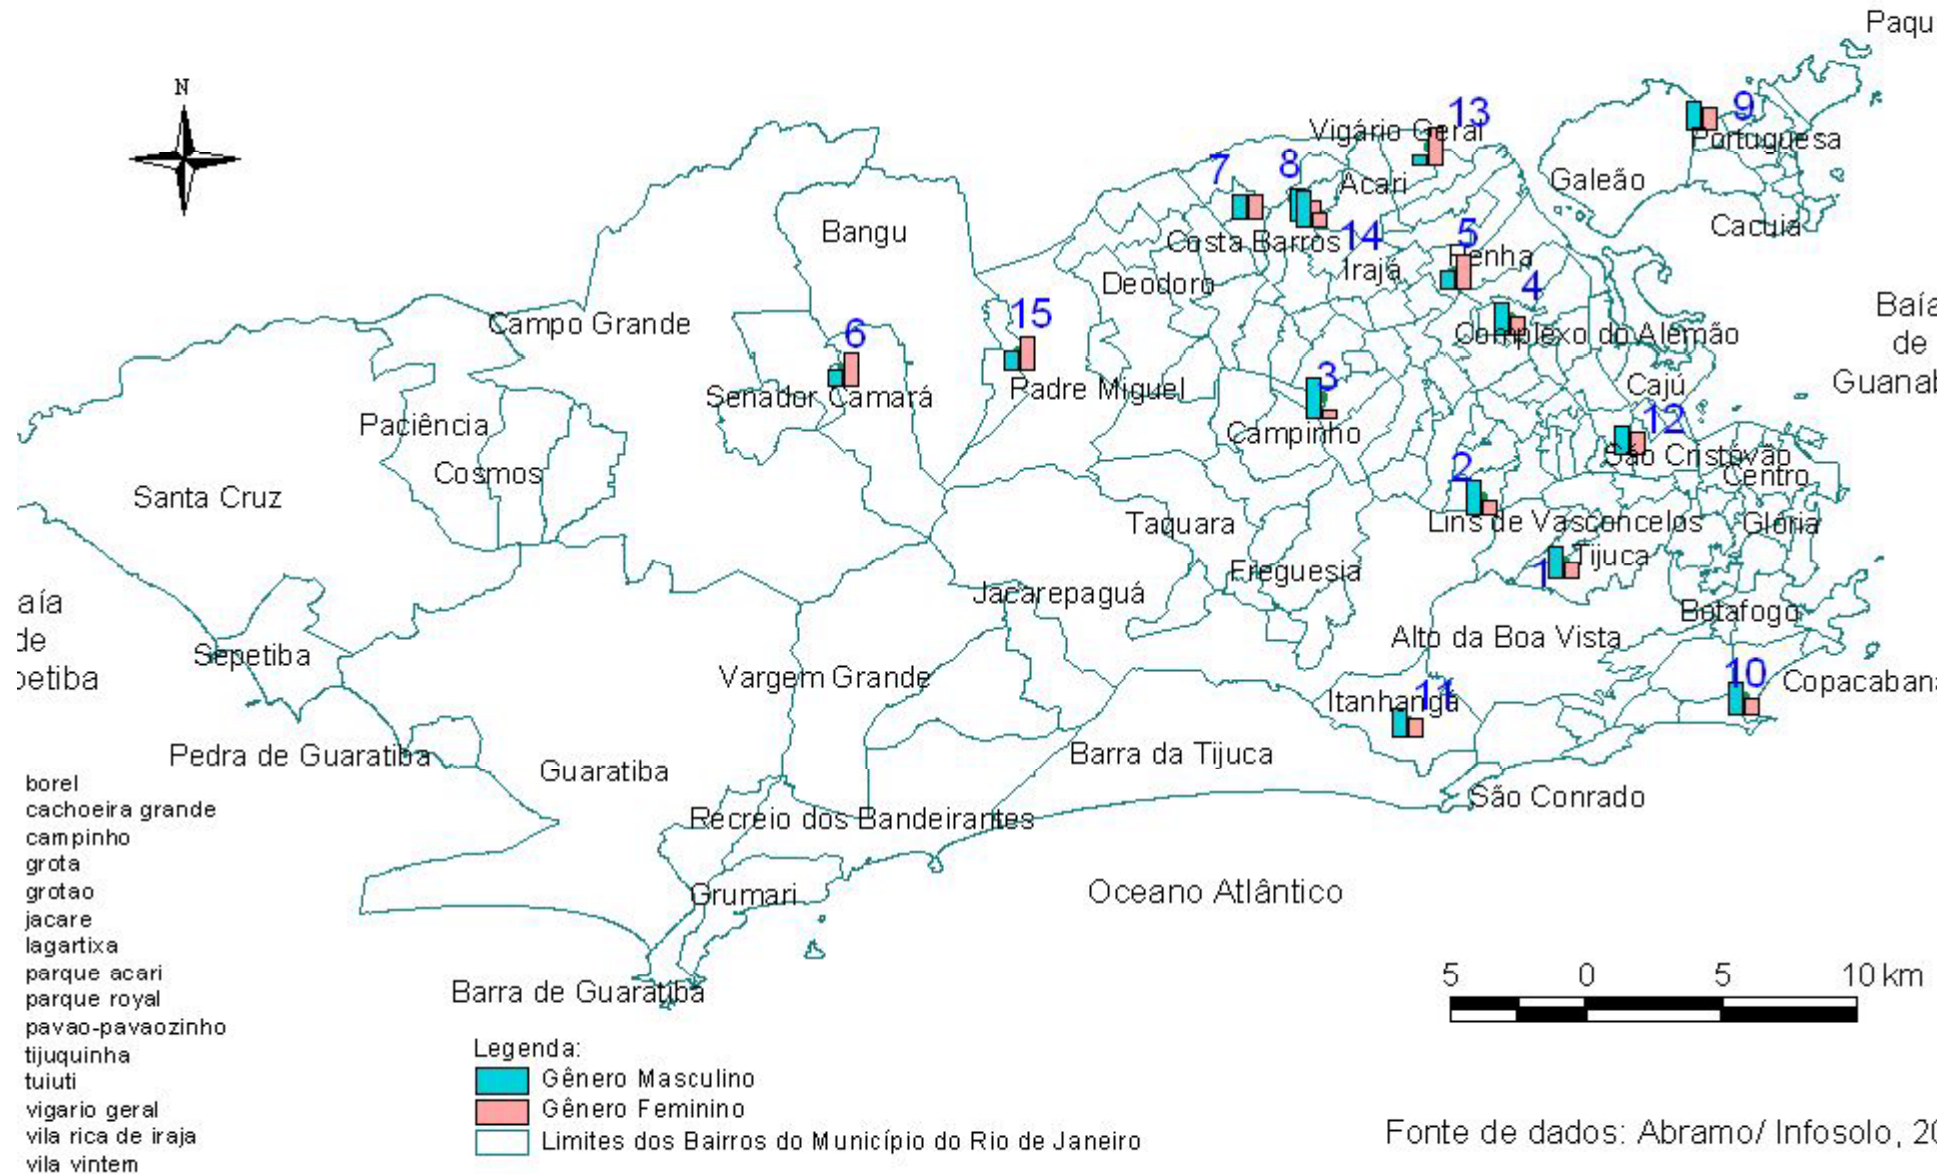 Paqu
N
13
9
Vigário Geral
Portuguesa
7
8
Acari
Galeão
Bangu
Cacuia
Costa Barros
14
5
Penha
Irajá
Deodoro
4
Baía
de
Guanab
Campo Grande
15
6
Complexo do Alemão
Senador Camará
Padre Miguel
3
Cajú
Paciência
Campinho
12
São Cristóvão
Cosmos
Centro
2
Santa Cruz
Taquara
Lins de Vasconcelos
Glória
Tijuca
1
Freguesia
Jacarepaguá
aía
de
petiba
Botafogo
Alto da Boa Vista
Sepetiba
Vargem Grande
10
Copacabana
11
Itanhangá
Pedra de Guaratiba
Guaratiba
Barra da Tijuca
São Conrado
Recreio dos Bandeirantes
Grumari
Oceano Atlântico
Barra de Guaratiba
borel
cachoeira grande
campinho
grota
grotao
jacare
lagartixa
parque acari
parque royal
pavao-pavaozinho
tijuquinha
tuiuti
vigario geral
vila rica de iraja
vila vintem
5 0 5 10 km
Legenda:
Gênero Masculino
Gênero Feminino
Limites dos Bairros do Município do Rio de Janeiro
Fonte de dados: Abramo/ Infosolo, 20